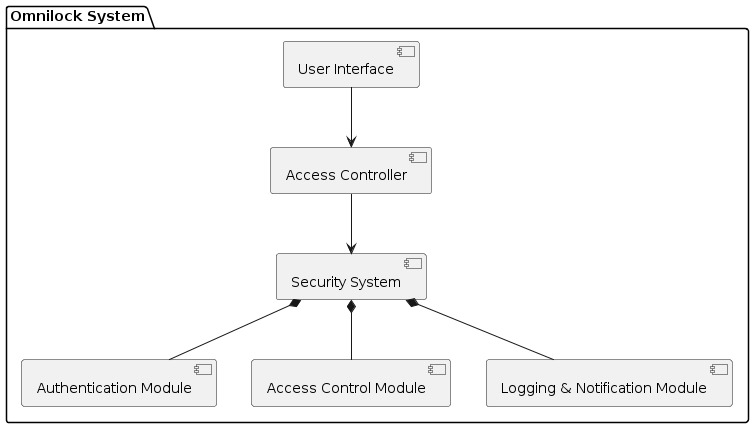 Omnilock System
User Interface
Access Controller
Security System
Authentication Module
Access Control Module
Logging & Notification Module